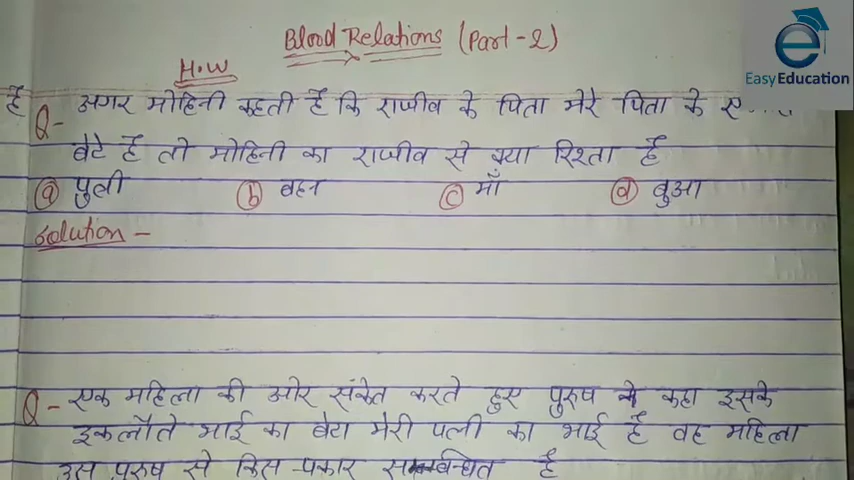 Blood Relations (Part-2)
H.W
EasyEducation
है
Q- अगर मोहिनी कहती है कि राजीव के पिता मेरे पिता के
बेटे है तो मोहिनी का राजीव से क्या रिश्ता है
(a) पुत्री (b) बहन (c) माँ (d) बुआ
Solution -
Q- एक महिला की ओर संकेत करते हुए पुरुष ने कहा इसके
इकलौते भाई का बेटा मेरी पत्नी का भाई है वह महिला
उस पुरुष से किस प्रकार सम्बन्धित है